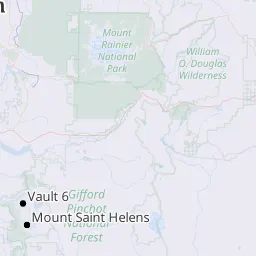 n
Mount
Rainier
National
Park
William
O. Douglas
Wilderness
Vault 6
Gifford
Pinchot
Mount Saint Helens
National
Forest